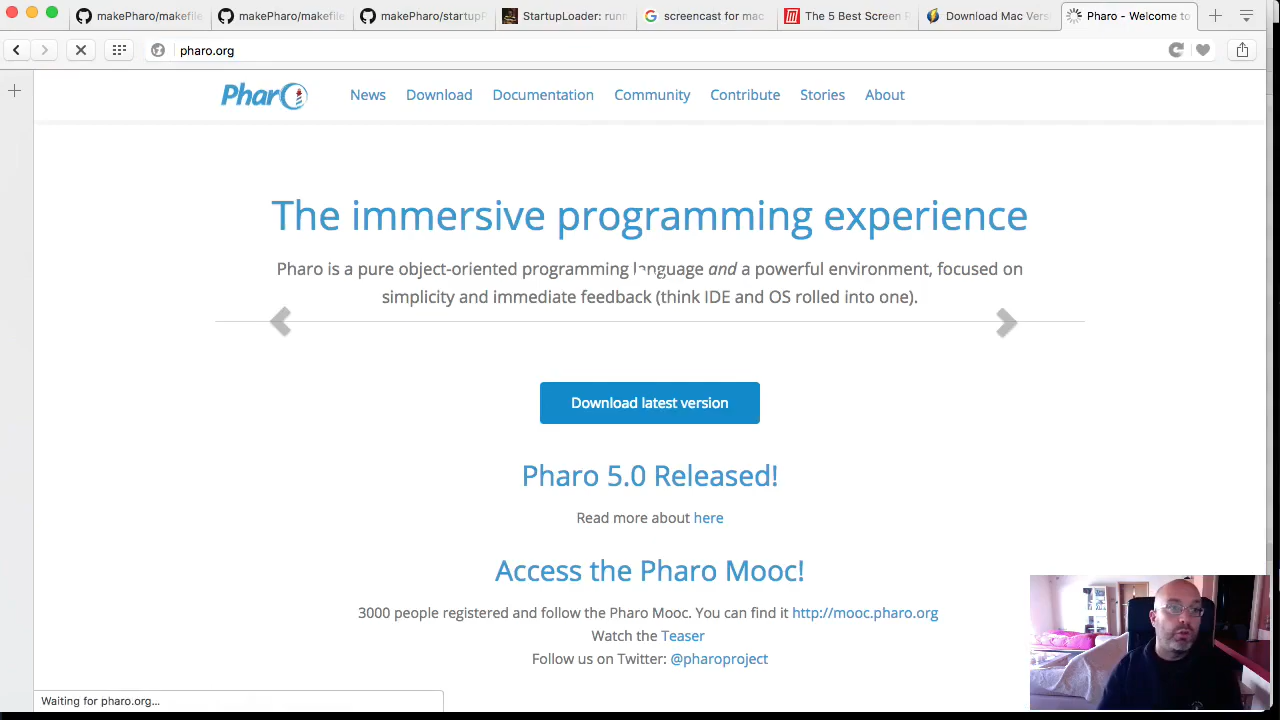 makePharo/makefile
makePharo/makefile
makePharo/startupP
StartupLoader: runn
screencast for mac
The 5 Best Screen R
Download Mac Versi
Pharo - Welcome to
pharo.org
Pharo
News
Download
Documentation
Community
Contribute
Stories
About
The immersive programming experience
Pharo is a pure object-oriented programming language and a powerful environment, focused on
simplicity and immediate feedback (think IDE and OS rolled into one).
Download latest version
Pharo 5.0 Released!
Read more about here
Access the Pharo Mooc!
3000 people registered and follow the Pharo Mooc. You can find it http://mooc.pharo.org
Watch the Teaser
Follow us on Twitter: @pharoproject
Waiting for pharo.org...